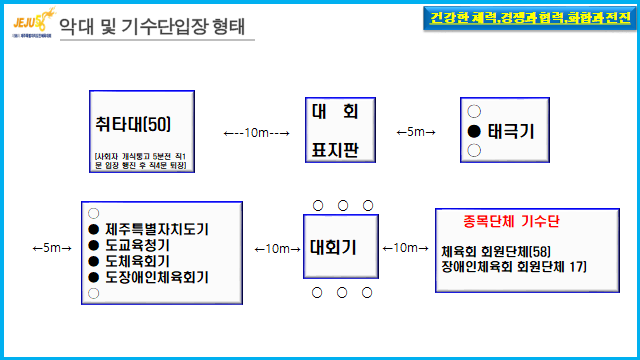 JEJU
악대 및 기수단입장 형태
건강한 체력,경쟁과 협력,화합과 전진
취타대(50)
[사회자 개식통고 5분전 직1
문 입장 행진 후 직4문 퇴장]
←--10m--→
대 회
표지판
←5m→
○
● 태극기
○
←5m→
○
● 제주특별자치도기
● 도교육청기
● 도체육회기
● 도장애인체육회기
○
←10m→
○ ○ ○
대회기
○ ○ ○
←10m→
종목단체 기수단
체육회 회원단체(58)
장애인체육회 회원단체 17]